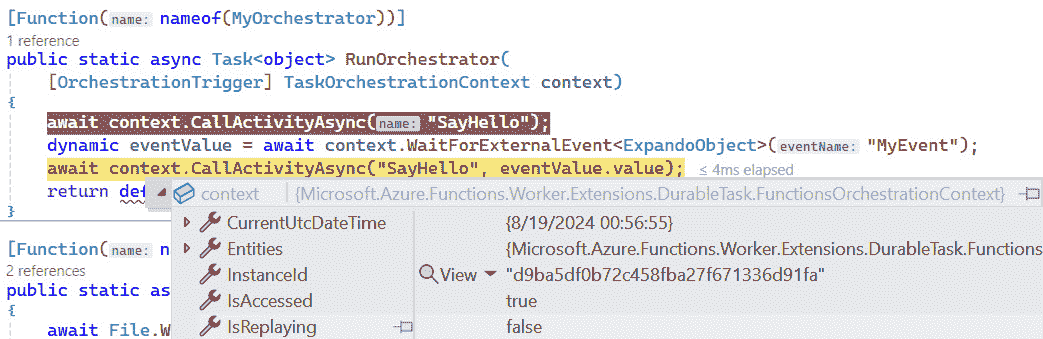 [Function(name: nameof(MyOrchestrator))]
1 reference
public static async Task<object> RunOrchestrator(
[OrchestrationTrigger] TaskOrchestrationContext context)
{
await context.CallActivityAsync(name: "SayHello");
dynamic eventValue = await context.WaitForExternalEvent<ExpandoObject>(eventName: "MyEvent");
await context.CallActivityAsync("SayHello", eventValue.value); ≤ 4ms elapsed
return def
context {Microsoft.Azure.Functions.Worker.Extensions.DurableTask.FunctionsOrchestrationContext}
}
CurrentUtcDateTime {8/19/2024 00:56:55}
[Function(name: n
Entities {Microsoft.Azure.Functions.Worker.Extensions.DurableTask.Functions
2 references
InstanceId View "d9ba5df0b72c458fba27f671336d91fa"
public static as
IsAccessed true
{
IsReplaying false
await File.W